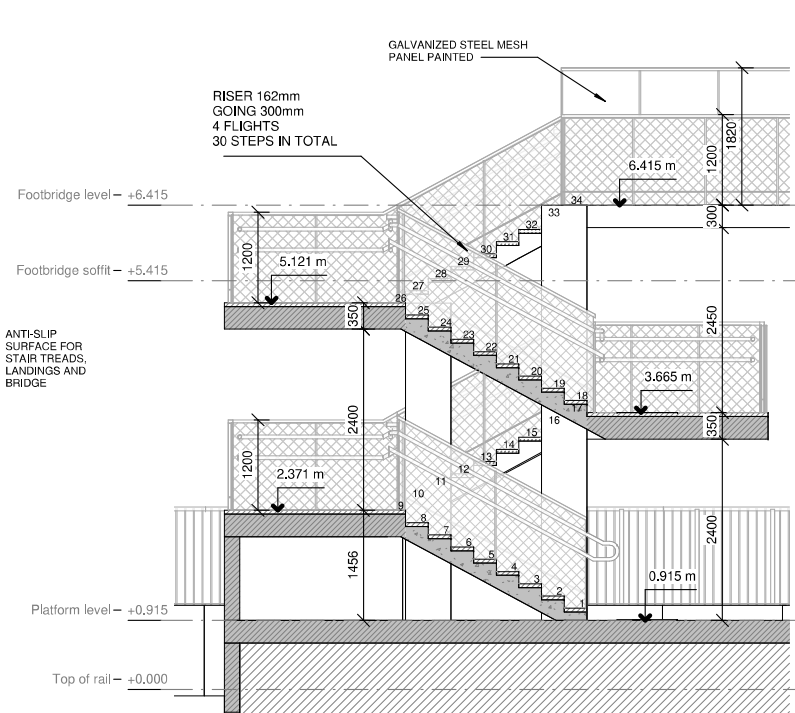 GALVANIZED STEEL MESH
PANEL PAINTED
RISER 162mm
GOING 300mm
4 FLIGHTS
30 STEPS IN TOTAL
1820
1200
6.415 m
Footbridge level – +6.415
34
33
300
32
31
30
29
1200
5.121 m
Footbridge soffit – +5.415
28
27
26
25
350
24
23
22
21
20
19
18
17
2450
ANTI-SLIP
SURFACE FOR
STAIR TREADS,
LANDINGS AND
BRIDGE
3.665 m
350
16
15
14
13
12
11
10
9
2400
1200
2.371 m
8
7
6
5
4
3
2
1
2400
1456
0.915 m
Platform level – +0.915
Top of rail – +0.000